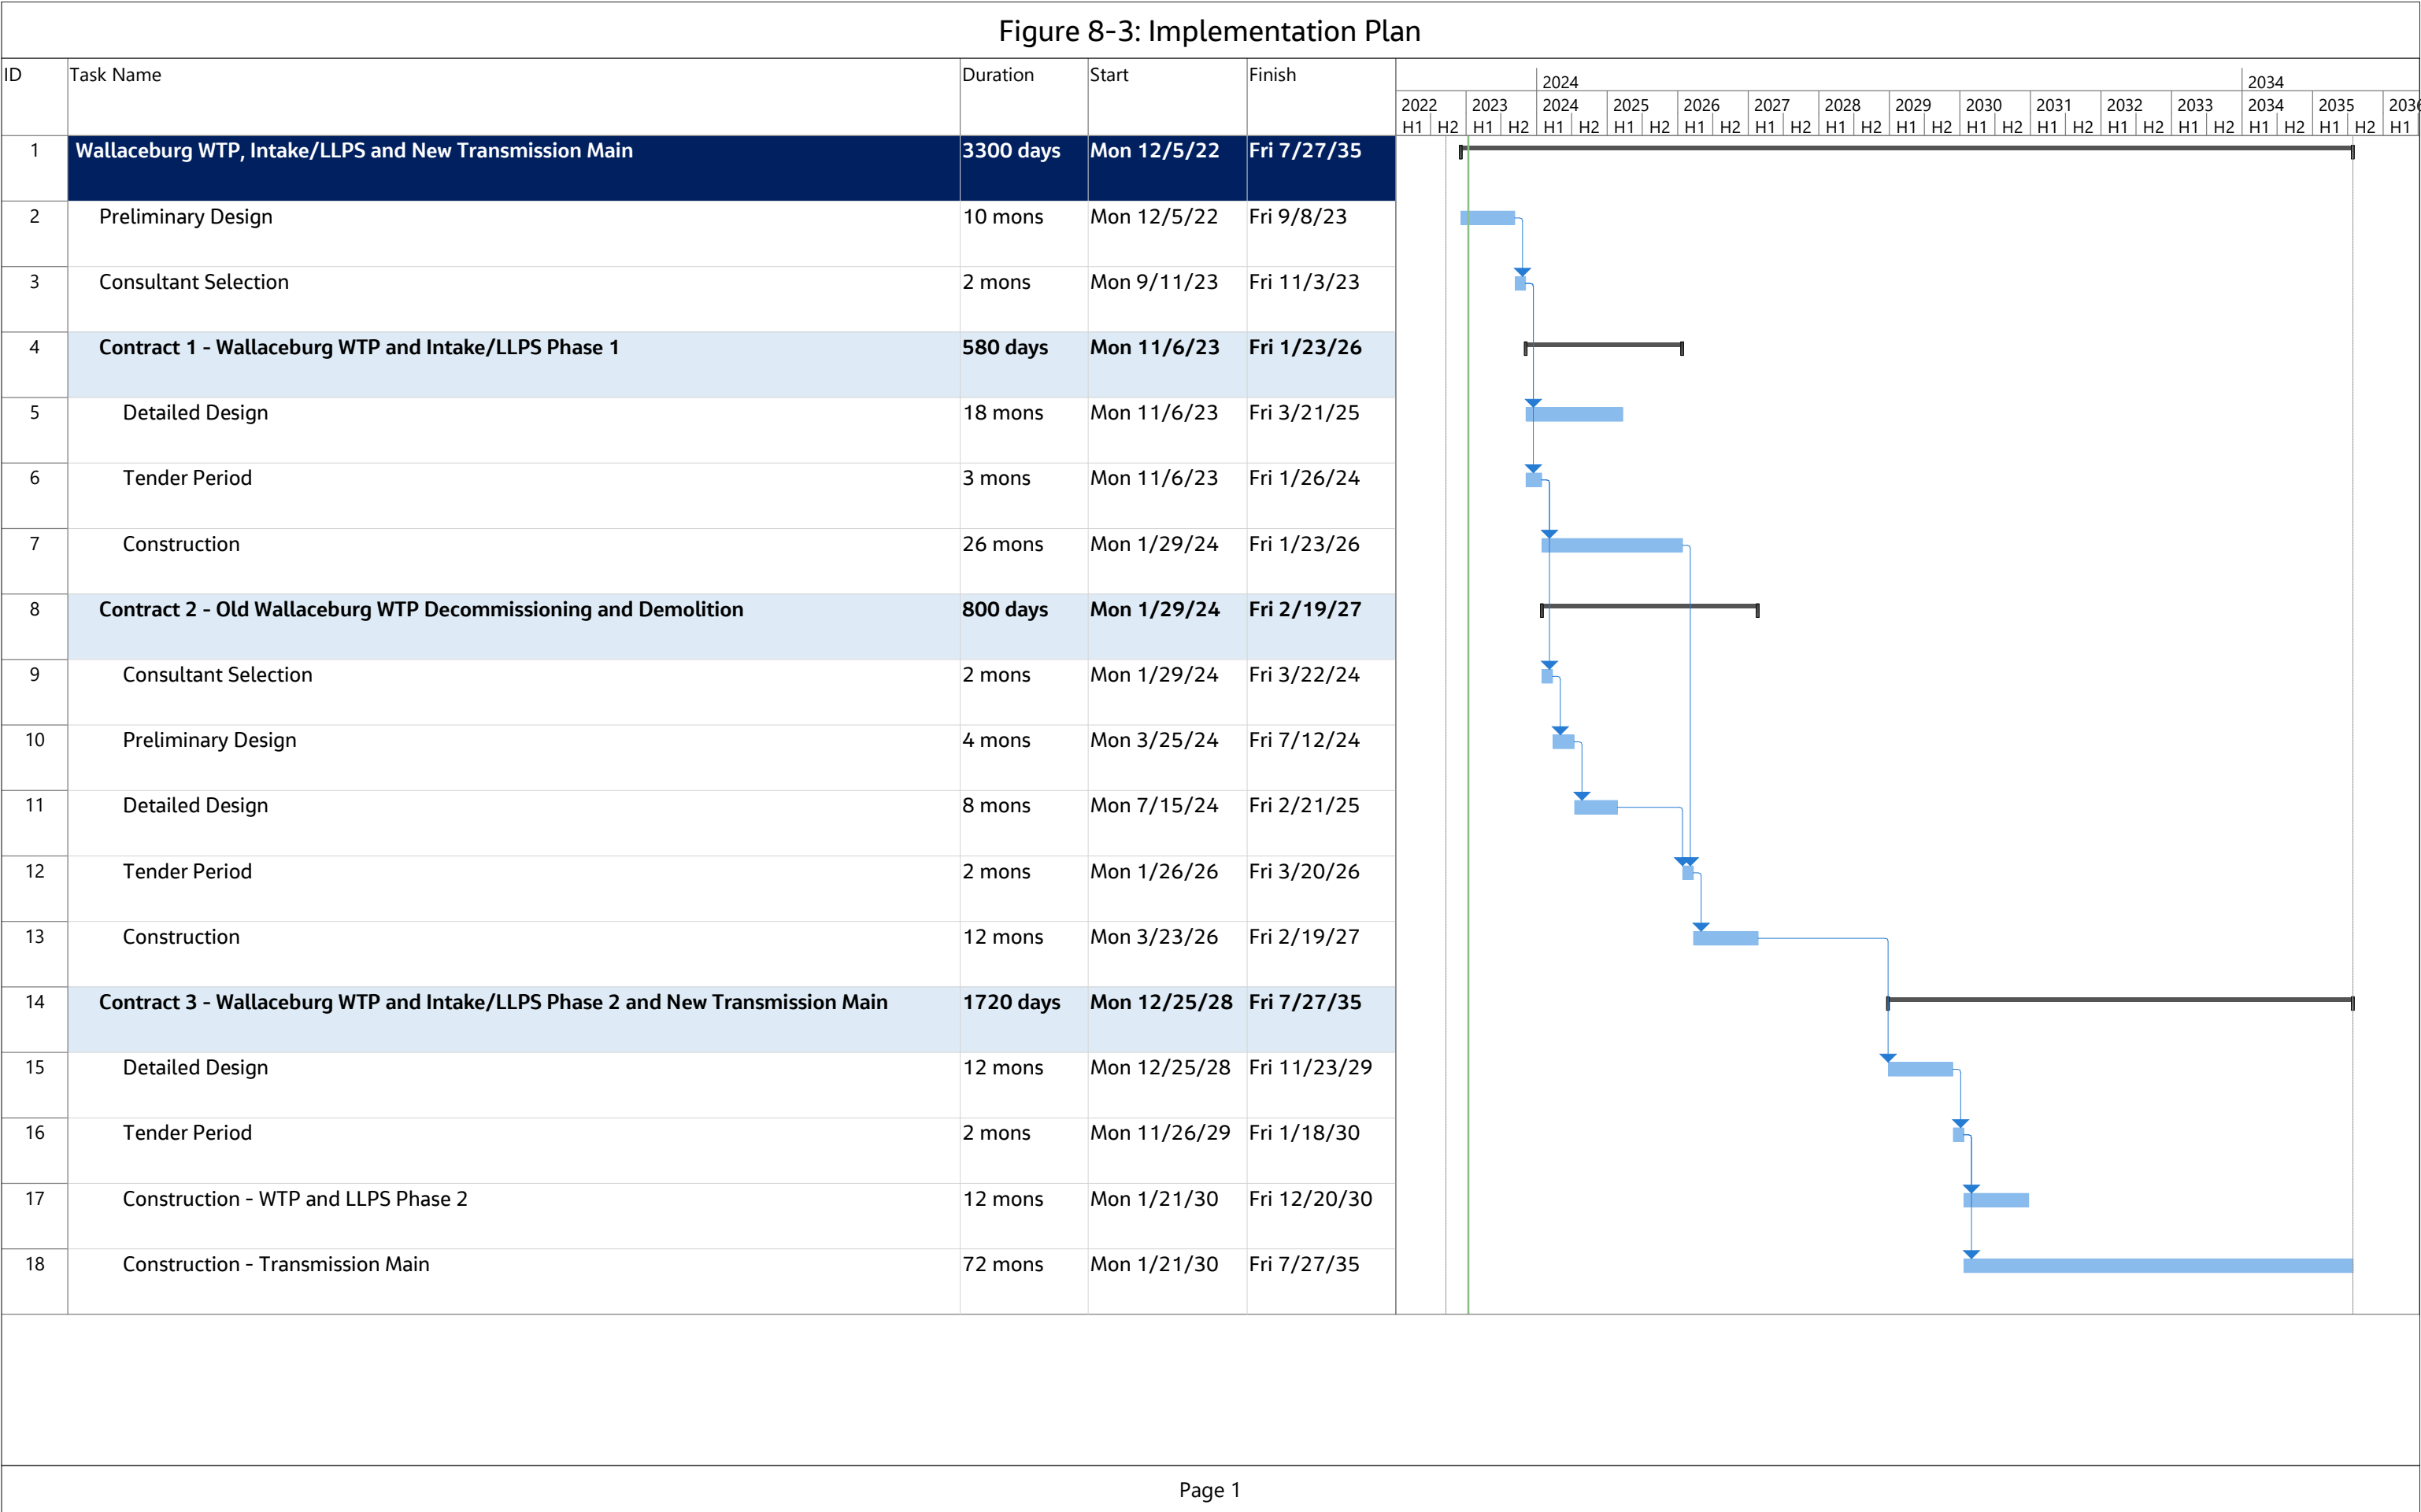 Figure 8-3: Implementation Plan
ID Task Name Duration Start Finish
2024 2034
2022 2023 2024 2025 2026 2027 2028 2029 2030 2031 2032 2033 2034 2035
H1 H2 H1 H2 H1 H2 H1 H2 H1 H2 H1 H2 H1 H2 H1 H2 H1 H2 H1 H2 H1 H2 H1 H2 H1 H2 H1 H2 H1
1 Wallaceburg WTP, Intake/LLPS and New Transmission Main 3300 days Mon 12/5/22 Fri 7/27/35
2 Preliminary Design 10 mons Mon 12/5/22 Fri 9/8/23
3 Consultant Selection 2 mons Mon 9/11/23 Fri 11/3/23
4 Contract 1 - Wallaceburg WTP and Intake/LLPS Phase 1 580 days Mon 11/6/23 Fri 1/23/26
5 Detailed Design 18 mons Mon 11/6/23 Fri 3/21/25
6 Tender Period 3 mons Mon 11/6/23 Fri 1/26/24
7 Construction 26 mons Mon 1/29/24 Fri 1/23/26
8 Contract 2 - Old Wallaceburg WTP Decommissioning and Demolition 800 days Mon 1/29/24 Fri 2/19/27
9 Consultant Selection 2 mons Mon 1/29/24 Fri 3/22/24
10 Preliminary Design 4 mons Mon 3/25/24 Fri 7/12/24
11 Detailed Design 8 mons Mon 7/15/24 Fri 2/21/25
12 Tender Period 2 mons Mon 1/26/26 Fri 3/20/26
13 Construction 12 mons Mon 3/23/26 Fri 2/19/27
14 Contract 3 - Wallaceburg WTP and Intake/LLPS Phase 2 and New Transmission Main 1720 days Mon 12/25/28 Fri 7/27/35
15 Detailed Design 12 mons Mon 12/25/28 Fri 11/23/29
16 Tender Period 2 mons Mon 11/26/29 Fri 1/18/30
17 Construction - WTP and LLPS Phase 2 12 mons Mon 1/21/30 Fri 12/20/30
18 Construction - Transmission Main 72 mons Mon 1/21/30 Fri 7/27/35
Page 1